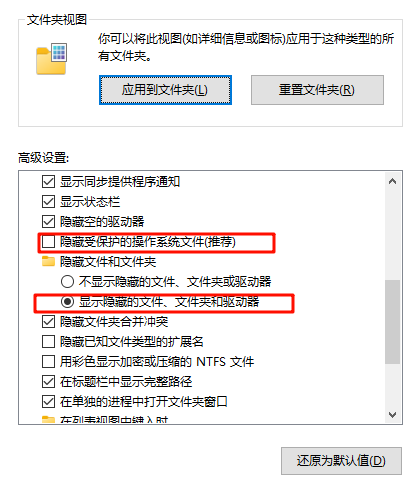 文件夹视图
你可以将此视图(如详细信息或图标)应用于这种类型的所
有文件夹。
应用到文件夹(L)
重置文件夹(R)
高级设置:
显示同步提供程序通知
显示状态栏
隐藏空的驱动器
隐藏受保护的操作系统文件(推荐)
隐藏文件和文件夹
不显示隐藏的文件、文件夹或驱动器
显示隐藏的文件、文件夹和驱动器
隐藏文件夹合并冲突
隐藏已知文件类型的扩展名
用彩色显示加密或压缩的 NTFS 文件
在标题栏中显示完整路径
在单独的进程中打开文件夹窗口
在列表视图中键入时
还原为默认值(D)